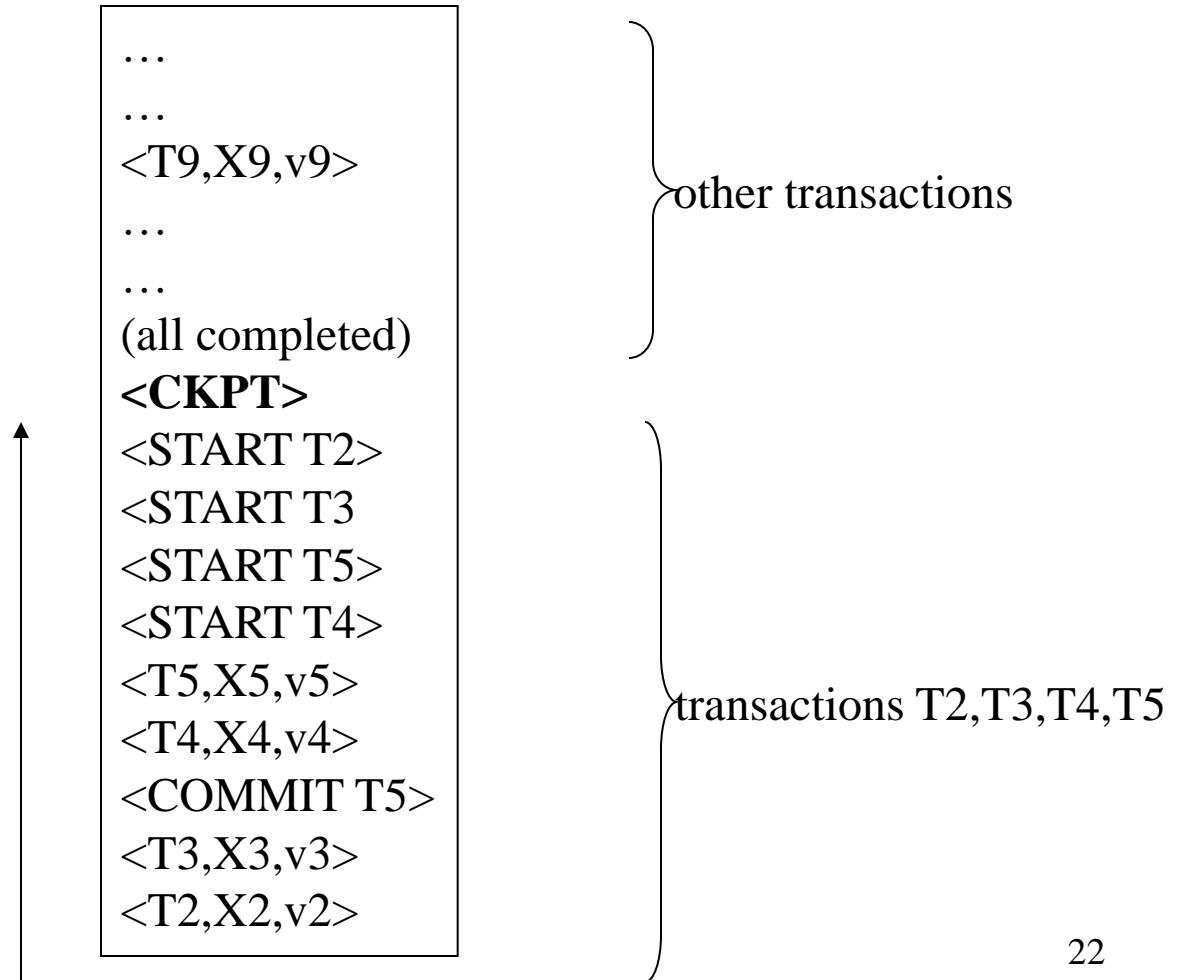 …
…
<T9,X9,v9>
…
…
(all completed)
<CKPT>
<START T2>
<START T3
<START T5>
<START T4>
<T5,X5,v5>
<T4,X4,v4>
<COMMIT T5>
<T3,X3,v3>
<T2,X2,v2>
other transactions
transactions T2,T3,T4,T5
22